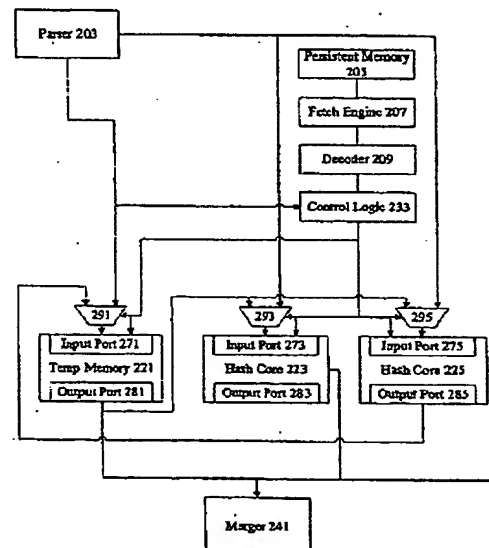 Parser 203
Persistent Memory
205
Fetch Engine 207
Decoder 209
Control Logic 233
291
293
295
Input Port 271
Temp Memory 221
Output Port 281
Input Port 273
Hash Core 223
Output Port 283
Input Port 275
Hash Core 225
Output Port 285
Merger 241